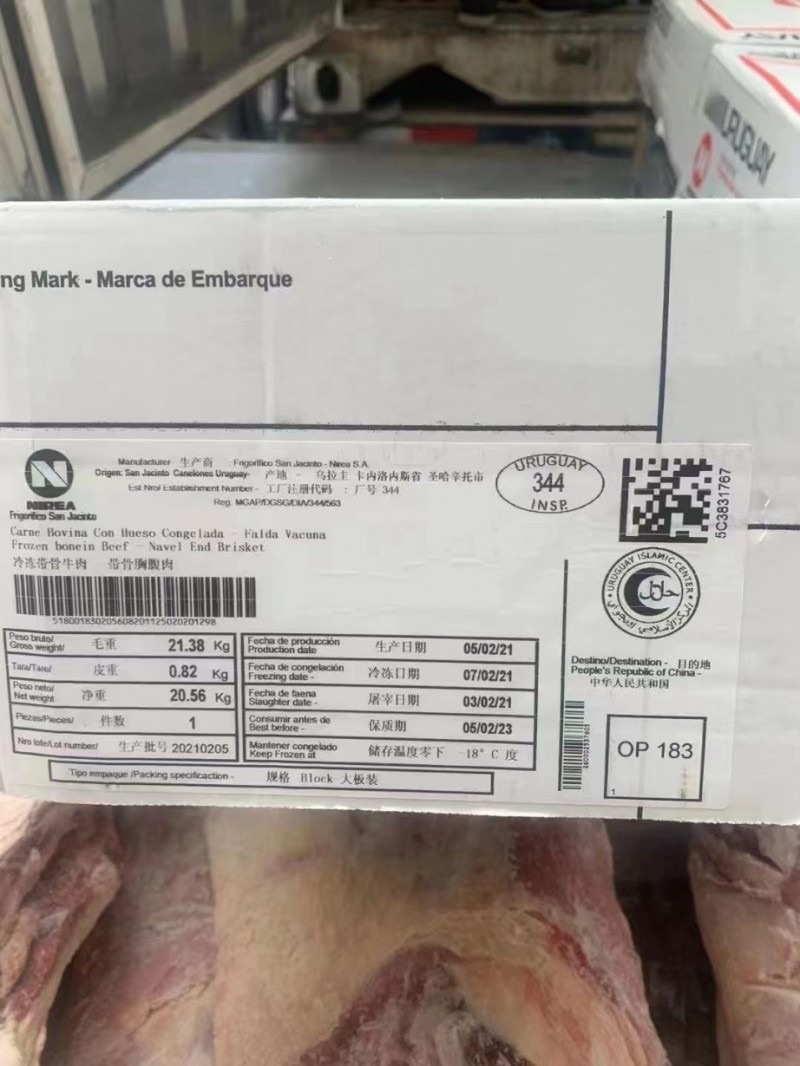 URUGUAY
ng Mark - Marca de Embarque
NIREA
Frigorifico San Jacinto
Manufacturer 生产商 : Frigorifico San Jacinto - Nirea S.A.
Origen: San Jacinto Canelones Uruguay- 产地 - 乌拉圭 卡内洛内斯省 圣哈辛托市
Est Nro/ Establishment Number - 工厂注册代码 : 厂号 344
Reg. MGAP/DGSG/DIA/344/563
URUGUAY
344
INSP.
5C3831767
Carne Bovina Con Hueso Congelada - Falda Vacuna
Frozen bonein Beef - Navel End Brisket
冷冻带骨牛肉 带骨胸腹肉
51800183020560820112502020129​8
URUGUAY ISLAMIC CENTER
حلال
Peso bruto/ Gross weight/ 毛重 21.38 Kg
Tara/Tare/ 皮重 0.82 Kg
Peso neto/ Net weight 净重 20.56 Kg
Piezas/Pieces/ 件数 1
Nro lote/Lot number/ 生产批号 20210205
Fecha de producción Production date 生产日期 05/02/21
Fecha de congelación Freezing date - 冷冻日期 07/02/21
Fecha de faena Slaughter date - 屠宰日期 03/02/21
Consumir antes de Best before - 保质期 05/02/23
Mantener congelado Keep Frozen at 储存温度零下 -18° C 度
Tipo empaque /Packing specification - 规格 Block-大板装
Destino/Destination - 目的地
People's Republic of China -
中华人民共和国
OP 183
1